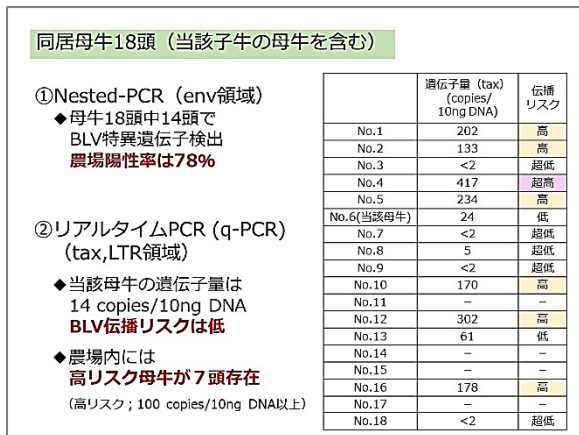 同居母牛18頭（当該子牛の母牛を含む）
①Nested-PCR（env領域）
◆母牛18頭中14頭で
BLV特異遺伝子検出
農場陽性率は78%
②リアルタイムPCR (q-PCR)
(tax,LTR領域)
◆当該母牛の遺伝子量は
14 copies/10ng DNA
BLV伝播リスクは低
◆農場内には
高リスク母牛が７頭存在
（高リスク；100 copies/10ng DNA以上）
遺伝子量（tax） 伝播
(copies/ リスク
10ng DNA)
No.1 202 高
No.2 133 高
No.3 <2 超低
No.4 417 超高
No.5 234 高
No.6(当該母牛) 24 低
No.7 <2 超低
No.8 5 超低
No.9 <2 超低
No.10 170 高
No.11 – –
No.12 302 高
No.13 61 低
No.14 – –
No.15 – –
No.16 178 高
No.17 – –
No.18 <2 超低